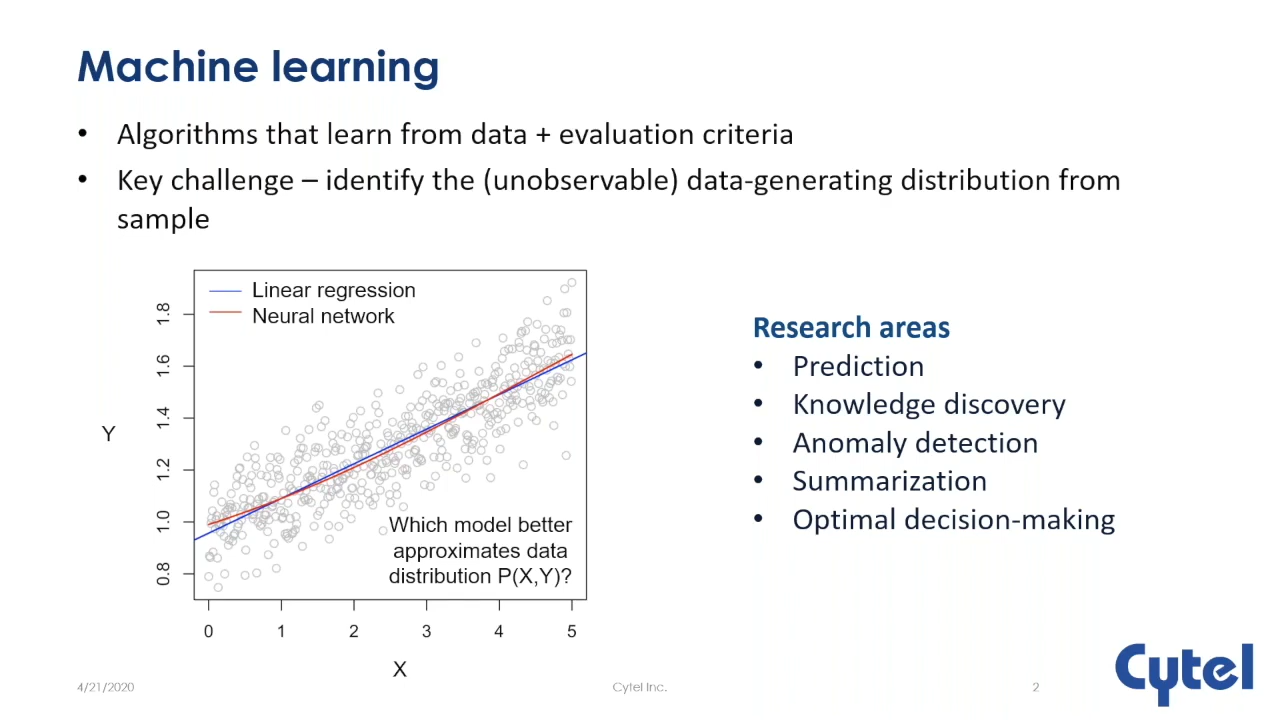 Machine learning
• Algorithms that learn from data + evaluation criteria
• Key challenge – identify the (unobservable) data-generating distribution from
sample
Linear regression
Neural network
Y
1.8
1.6
1.4
1.2
1.0
0.8
Which model better
approximates data
distribution P(X,Y)?
0 1 2 3 4 5
X
Research areas
• Prediction
• Knowledge discovery
• Anomaly detection
• Summarization
• Optimal decision-making
4/21/2020
Cytel Inc.
2
Cytel